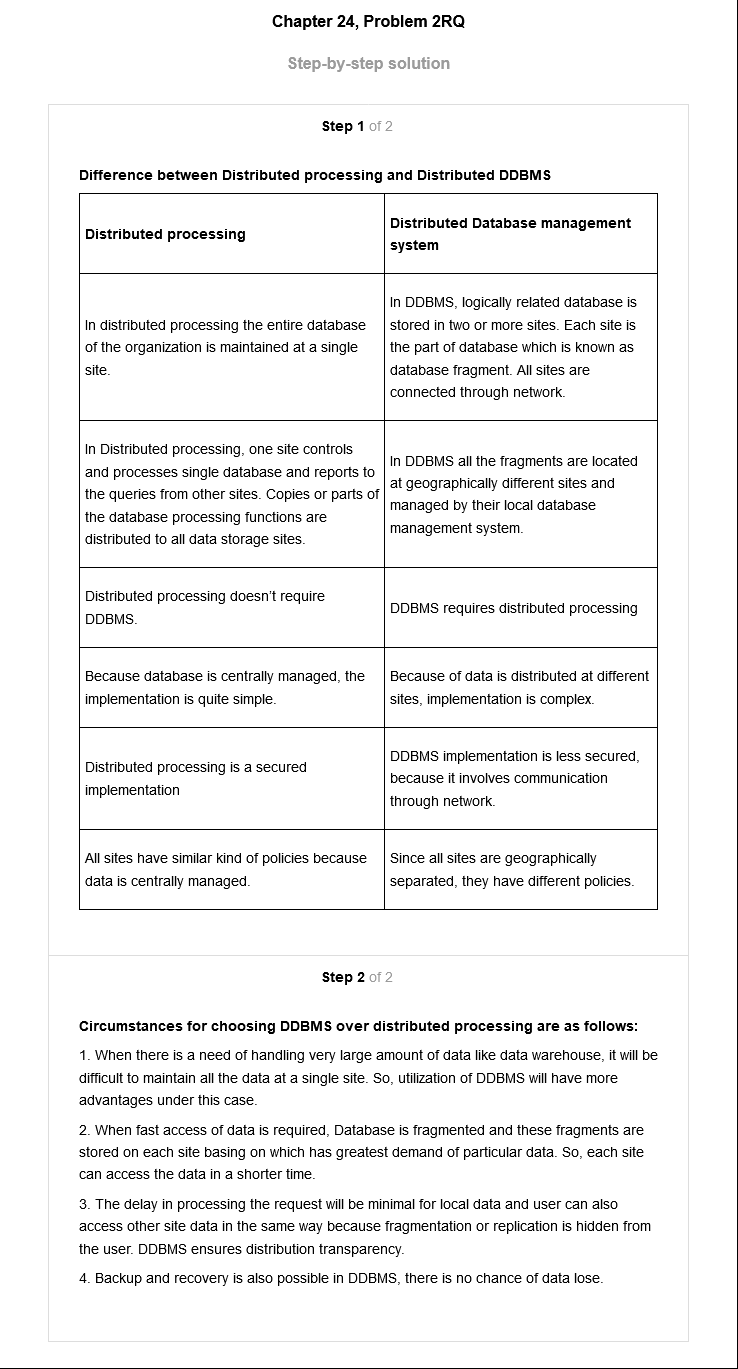 Chapter 24, Problem 2RQ
Step-by-step solution
Step 1 of 2
Difference between Distributed processing and Distributed DDBMS
Distributed processing
Distributed Database management
system
In distributed processing the entire database
of the organization is maintained at a single
site.
In DDBMS, logically related database is
stored in two or more sites. Each site is
the part of database which is known as
database fragment. All sites are
connected through network.
In Distributed processing, one site controls
and processes single database and reports to
the queries from other sites. Copies or parts of
the database processing functions are
distributed to all data storage sites.
In DDBMS all the fragments are located
at geographically different sites and
managed by their local database
management system.
Distributed processing doesn’t require
DDBMS.
DDBMS requires distributed processing
Because database is centrally managed, the
implementation is quite simple.
Because of data is distributed at different
sites, implementation is complex.
Distributed processing is a secured
implementation
DDBMS implementation is less secured,
because it involves communication
through network.
All sites have similar kind of policies because
data is centrally managed.
Since all sites are geographically
separated, they have different policies.
Step 2 of 2
Circumstances for choosing DDBMS over distributed processing are as follows:
1. When there is a need of handling very large amount of data like data warehouse, it will be
difficult to maintain all the data at a single site. So, utilization of DDBMS will have more
advantages under this case.
2. When fast access of data is required, Database is fragmented and these fragments are
stored on each site basing on which has greatest demand of particular data. So, each site
can access the data in a shorter time.
3. The delay in processing the request will be minimal for local data and user can also
access other site data in the same way because fragmentation or replication is hidden from
the user. DDBMS ensures distribution transparency.
4. Backup and recovery is also possible in DDBMS, there is no chance of data lose.